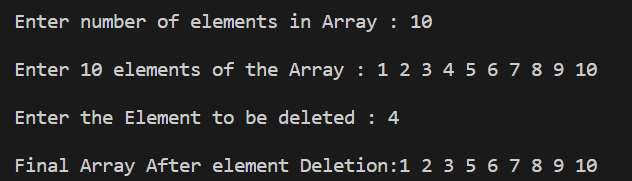 Enter number of elements in Array : 10
Enter 10 elements of the Array : 1 2 3 4 5 6 7 8 9 10
Enter the Element to be deleted : 4
Final Array After element Deletion:1 2 3 5 6 7 8 9 10